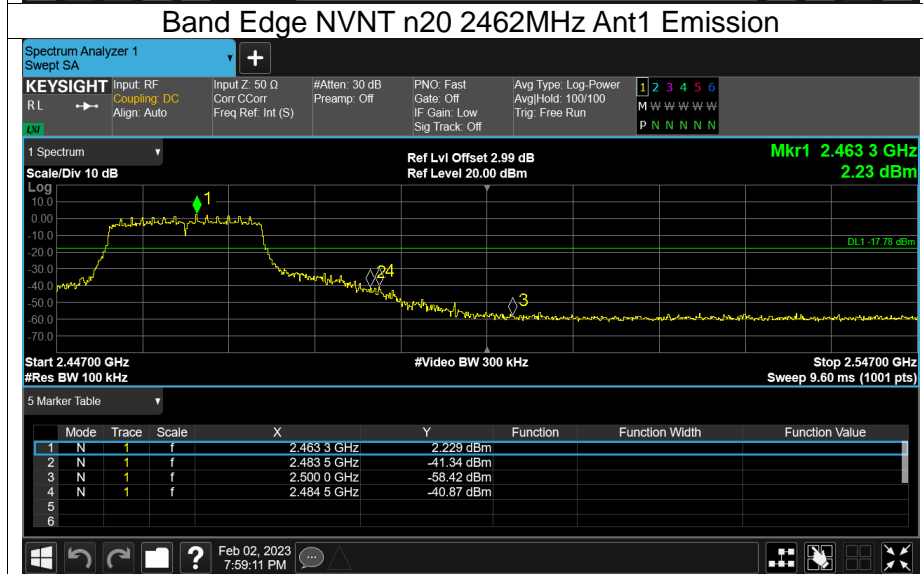 Band Edge NVNT n20 2462MHz Ant1 Emission
Spectrum Analyzer 1
Swept SA
+
KEYSIGHT Input: RF Input Z: 50 Ω #Atten: 30 dB PNO: Fast Avg Type: Log-Power 1 2 3 4 5 6
R L Coupling: DC Corr CCorr Preamp: Off Gate: Off Avg|Hold: 100/100 M W W W W W
Align: Auto Freq Ref: Int (S) IF Gain: Low Trig: Free Run
LXI Sig Track: Off P N N N N N
1 Spectrum Ref Lvl Offset 2.99 dB Mkr1 2.463 3 GHz
Scale/Div 10 dB Ref Level 20.00 dBm 2.23 dBm
Log
10.0
1
0.00
-10.0
DL1 -17.78 dBm
-20.0
-30.0
24
-40.0
-50.0
3
-60.0
-70.0
Start 2.44700 GHz #Video BW 300 kHz Stop 2.54700 GHz
#Res BW 100 kHz Sweep 9.60 ms (1001 pts)
5 Marker Table
Mode Trace Scale X Y Function Function Width Function Value
1 N 1 f 2.463 3 GHz 2.229 dBm
2 N 1 f 2.483 5 GHz -41.34 dBm
3 N 1 f 2.500 0 GHz -58.42 dBm
4 N 1 f 2.484 5 GHz -40.87 dBm
5
6
? Feb 02, 2023
7:59:11 PM